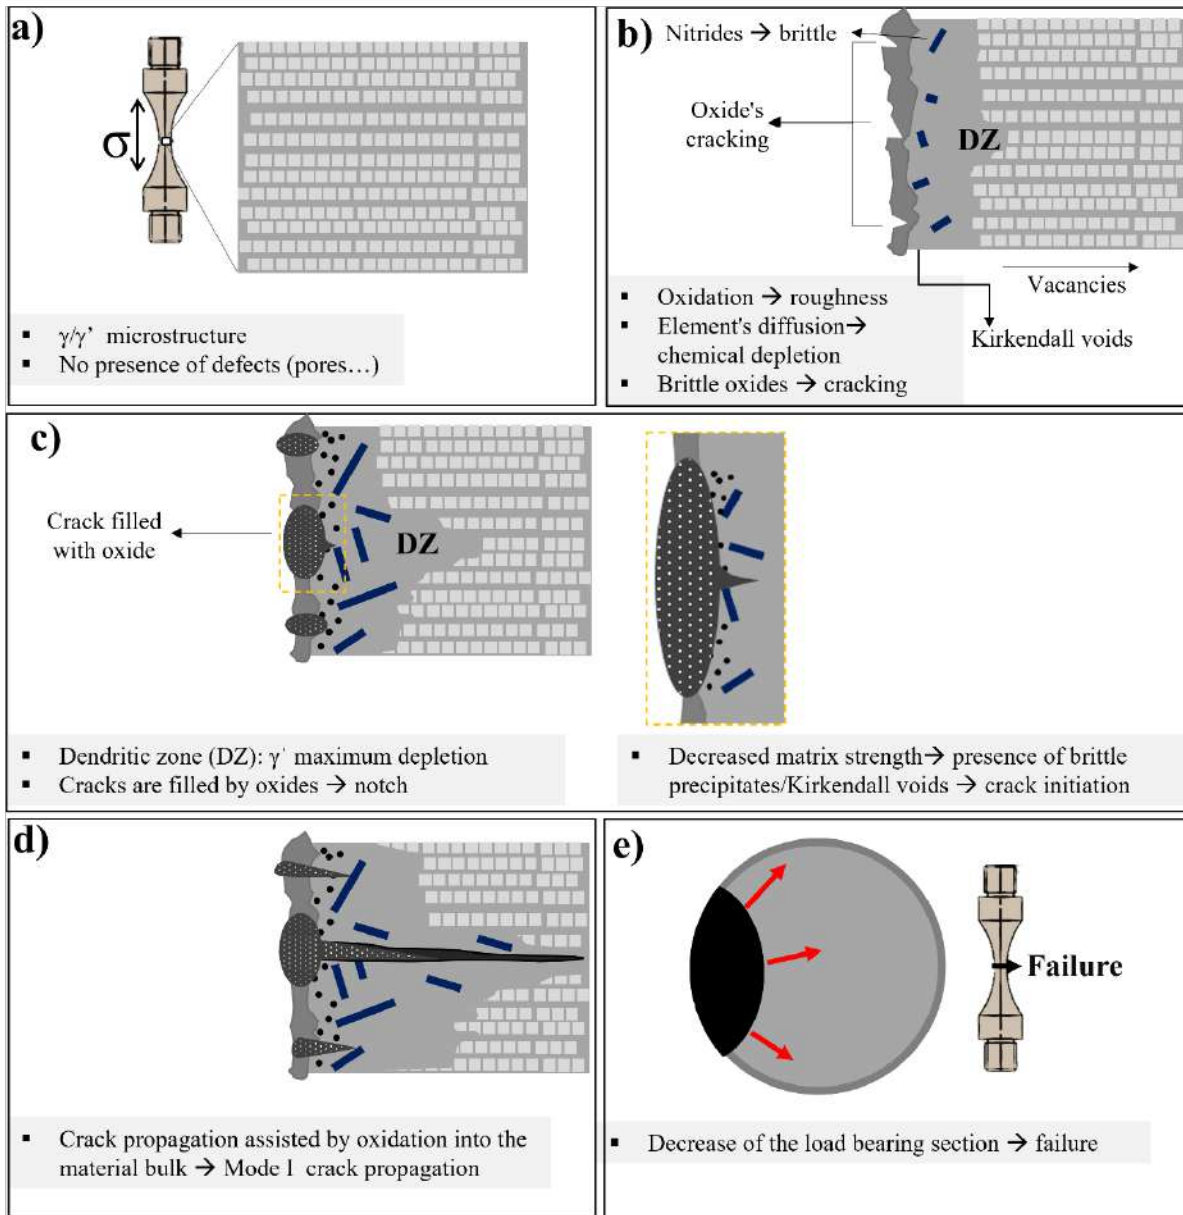 a)
σ
▪ γ/γ’ microstructure
▪ No presence of defects (pores…)
b)
Nitrides → brittle
Oxide's
cracking
DZ
Vacancies
Kirkendall voids
▪ Oxidation → roughness
▪ Element's diffusion→
chemical depletion
▪ Brittle oxides → cracking
c)
Crack filled
with oxide
DZ
▪ Dendritic zone (DZ): γ' maximum depletion
▪ Cracks are filled by oxides → notch
▪ Decreased matrix strength→ presence of brittle
precipitates/Kirkendall voids → crack initiation
d)
▪ Crack propagation assisted by oxidation into the
material bulk → Mode I crack propagation
e)
Failure
▪ Decrease of the load bearing section → failure